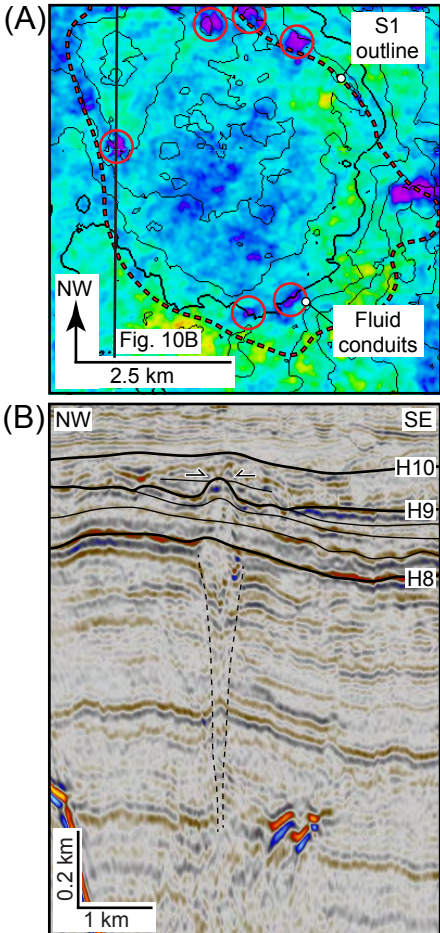 (A)
S1
outline
NW
Fig. 10B
2.5 km
Fluid
conduits
(B)
NW
SE
H10
H9
H8
0.2 km
1 km